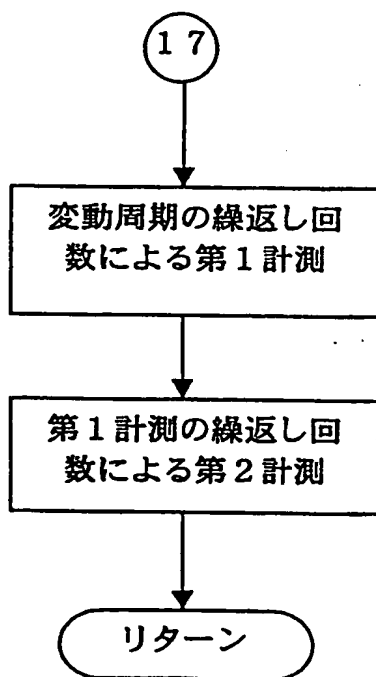 １７
変動周期の繰返し回
数による第１計測
第１計測の繰返し回
数による第２計測
リターン